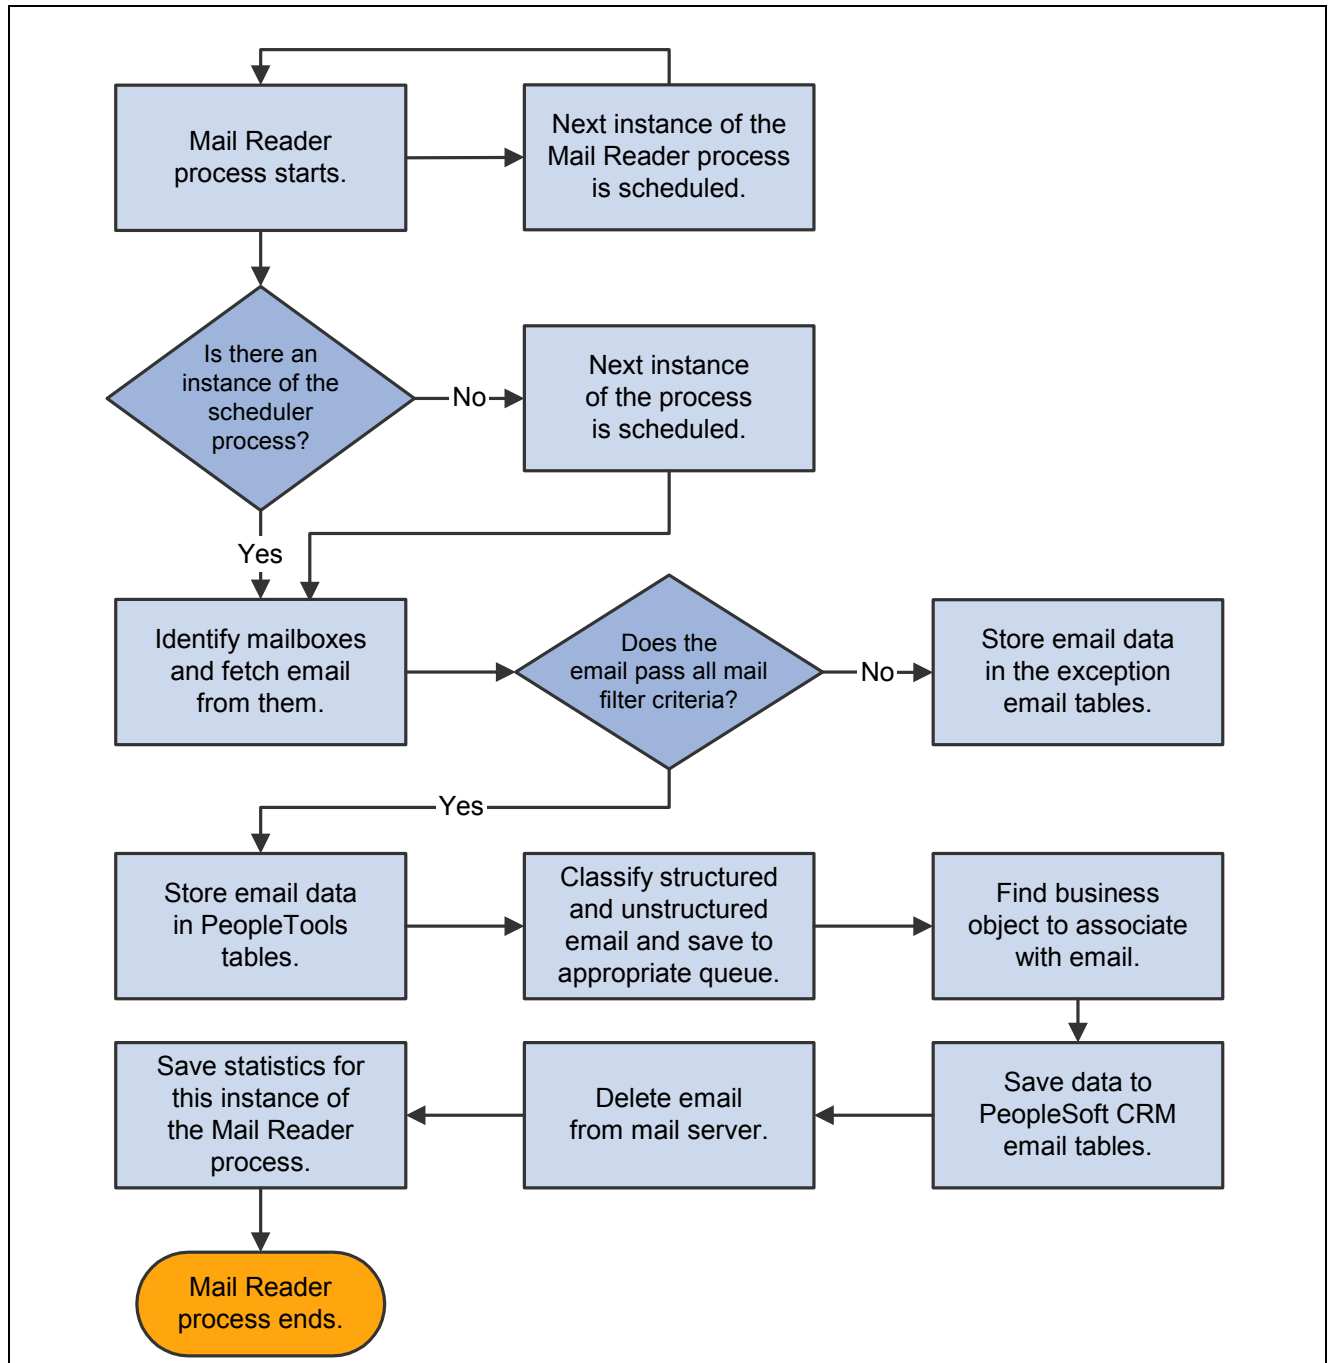 Mail Reader
process starts.
Next instance of the
Mail Reader process
is scheduled.
Is there an
instance of the
scheduler
process?
No
Next instance
of the process
is scheduled.
Yes
Identify mailboxes
and fetch email
from them.
Does the
email pass all mail
filter criteria?
No
Store email data
in the exception
email tables.
Yes
Store email data
in PeopleTools
tables.
Classify structured
and unstructured
email and save to
appropriate queue.
Find business
object to associate
with email.
Save data to
PeopleSoft CRM
email tables.
Delete email
from mail server.
Save statistics for
this instance of
the Mail Reader
process.
Mail Reader
process ends.